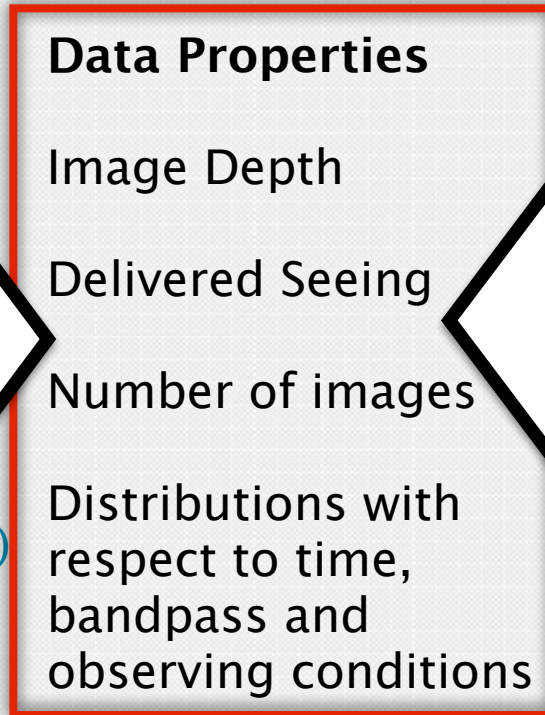 Data Properties
Image Depth
Delivered Seeing
Number of images
Distributions with
)
respect to time,
bandpass and
observing conditions